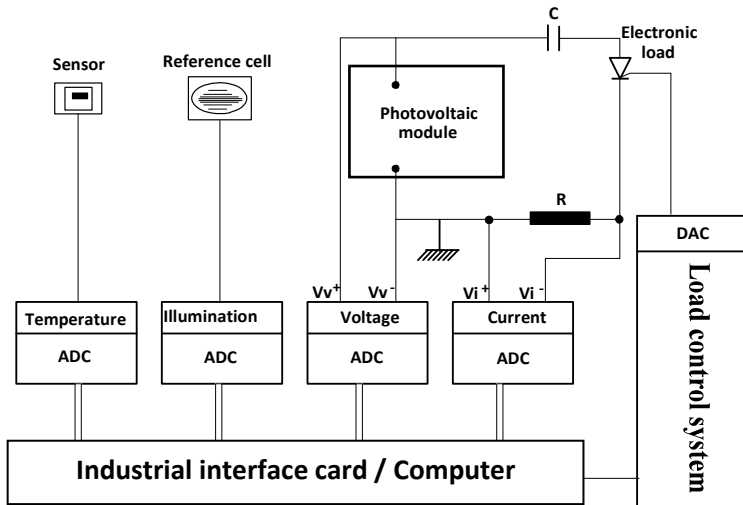 C
Electronic
load
Sensor
Reference cell
Photovoltaic
module
R
DAC
Vv+
Vv-
Vi+
Vi-
Temperature
Illumination
Voltage
Current
ADC
ADC
ADC
ADC
Load control system
Industrial interface card / Computer